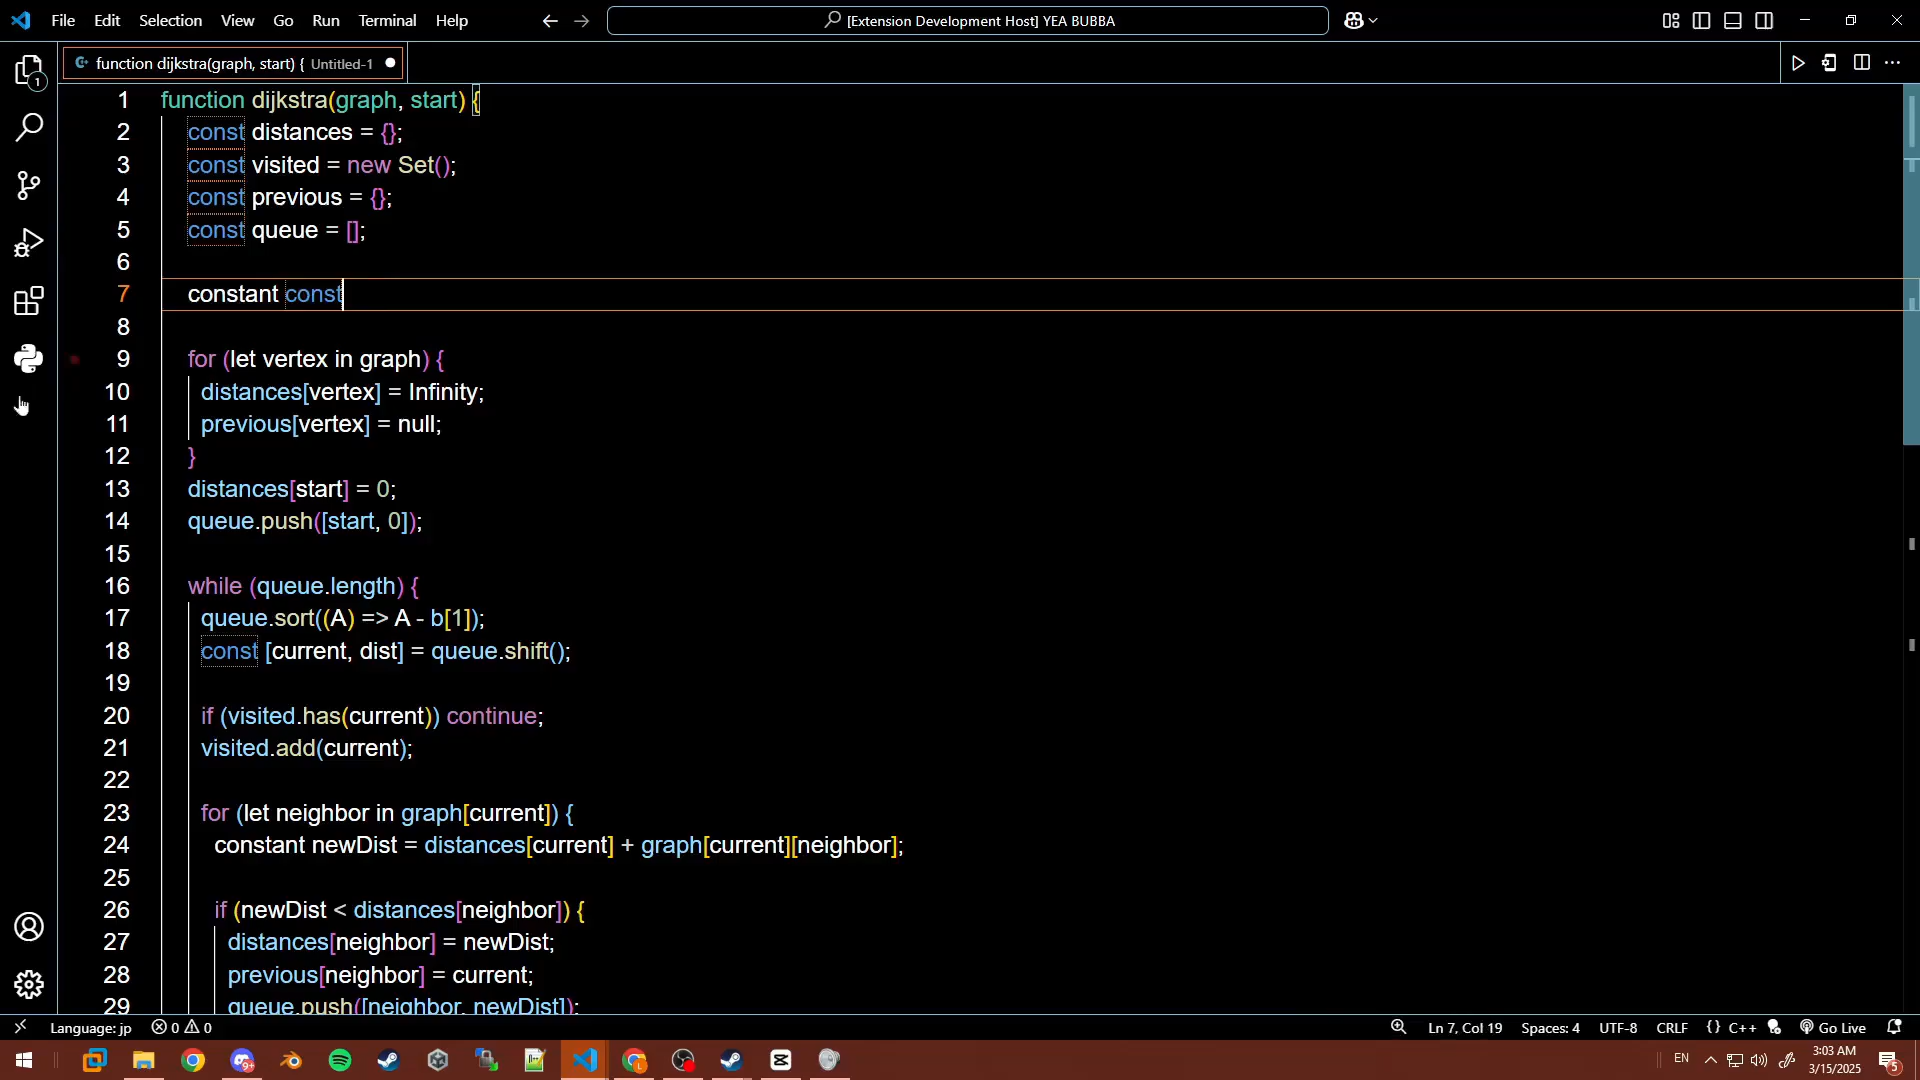 File Edit Selection View Go Run Terminal Help [Extension Development Host] YEA BUBBA
function dijkstra(graph, start) { Untitled-1
1
1 function dijkstra(graph, start) {
2 const distances = {};
3 const visited = new Set();
4 const previous = {};
5 const queue = [];
6
7 constant const
8
9 for (let vertex in graph) {
10 distances[vertex] = Infinity;
11 previous[vertex] = null;
12 }
13 distances[start] = 0;
14 queue.push([start, 0]);
15
16 while (queue.length) {
17 queue.sort((A) => A - b[1]);
18 const [current, dist] = queue.shift();
19
20 if (visited.has(current)) continue;
21 visited.add(current);
22
23 for (let neighbor in graph[current]) {
24 constant newDist = distances[current] + graph[current][neighbor];
25
26 if (newDist < distances[neighbor]) {
27 distances[neighbor] = newDist;
28 previous[neighbor] = current;
29 queue.push([neighbor, newDist]);
Language: jp 0 0 Ln 7, Col 19 Spaces: 4 UTF-8 CRLF {} C++ Go Live
9+ L EN 3:03 AM
3/15/2025 5